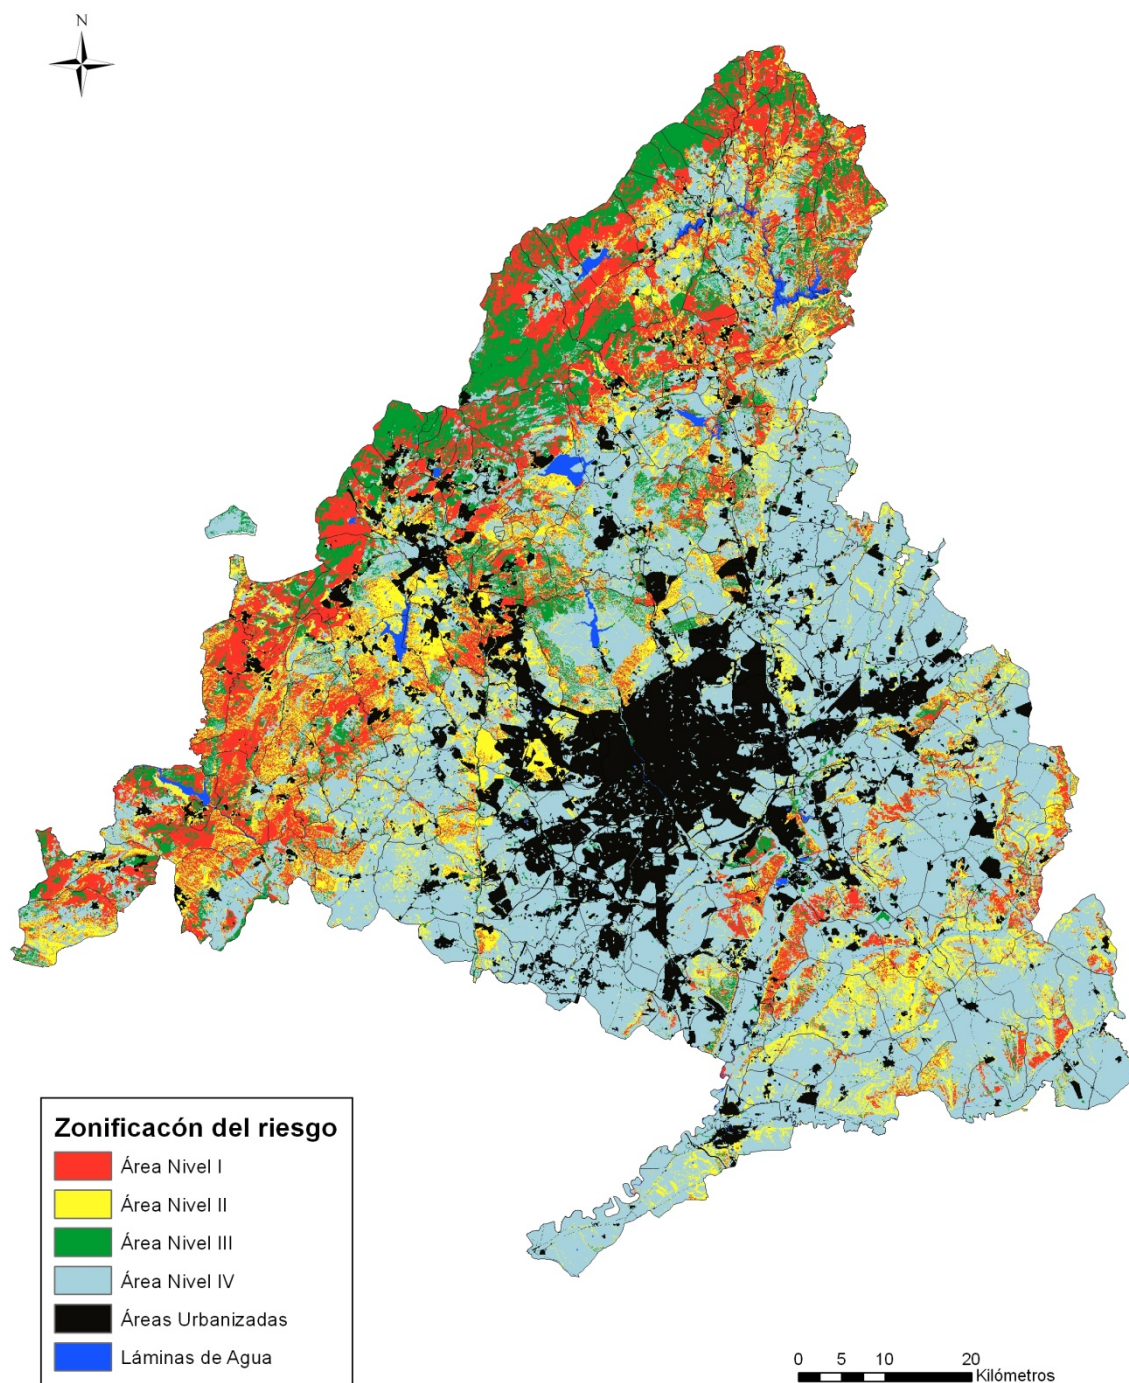 N
Zonificacón del riesgo
Área Nivel I
Área Nivel II
Área Nivel III
Área Nivel IV
Áreas Urbanizadas
Láminas de Agua
0 5 10 20
Kilómetros